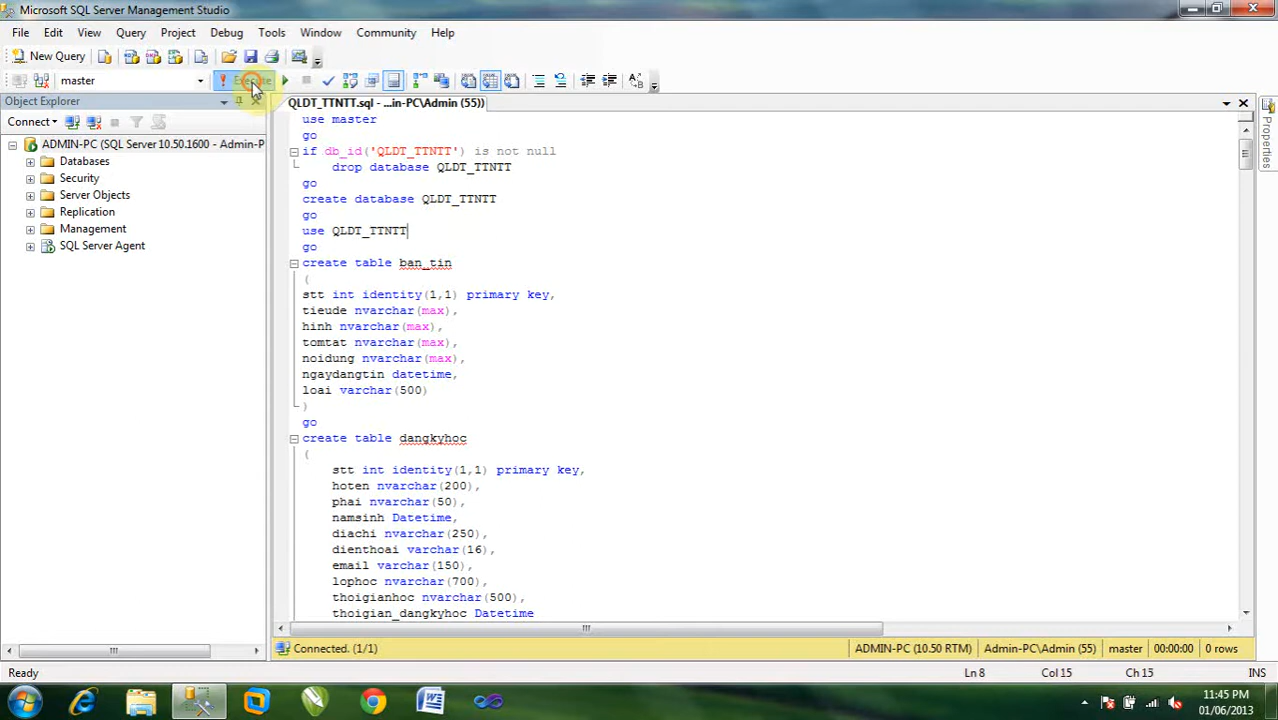 Microsoft SQL Server Management Studio
File Edit View Query Project Debug Tools Window Community Help
New Query
master Execute
Object Explorer
Connect
ADMIN-PC (SQL Server 10.50.1600 - Admin-P
Databases
Security
Server Objects
Replication
Management
SQL Server Agent
QLDT_TTNTT.sql - ...in-PC\Admin (55))
use master
go
if db_id('QLDT_TTNTT') is not null
drop database QLDT_TTNTT
go
create database QLDT_TTNTT
go
use QLDT_TTNTT
go
create table ban_tin
(
stt int identity(1,1) primary key,
tieude nvarchar(max),
hinh nvarchar(max),
tomtat nvarchar(max),
noidung nvarchar(max),
ngaydangtin datetime,
loai varchar(500)
)
go
create table dangkyhoc
(
stt int identity(1,1) primary key,
hoten nvarchar(200),
phai nvarchar(50),
namsinh Datetime,
diachi nvarchar(250),
dienthoai varchar(16),
email varchar(150),
lophoc nvarchar(700),
thoigianhoc nvarchar(500),
thoigian_dangkyhoc Datetime
Properties
Connected. (1/1) ADMIN-PC (10.50 RTM) Admin-PC\Admin (55) master 00:00:00 0 rows
Ready Ln 8 Col 15 Ch 15 INS
11:45 PM
01/06/2013